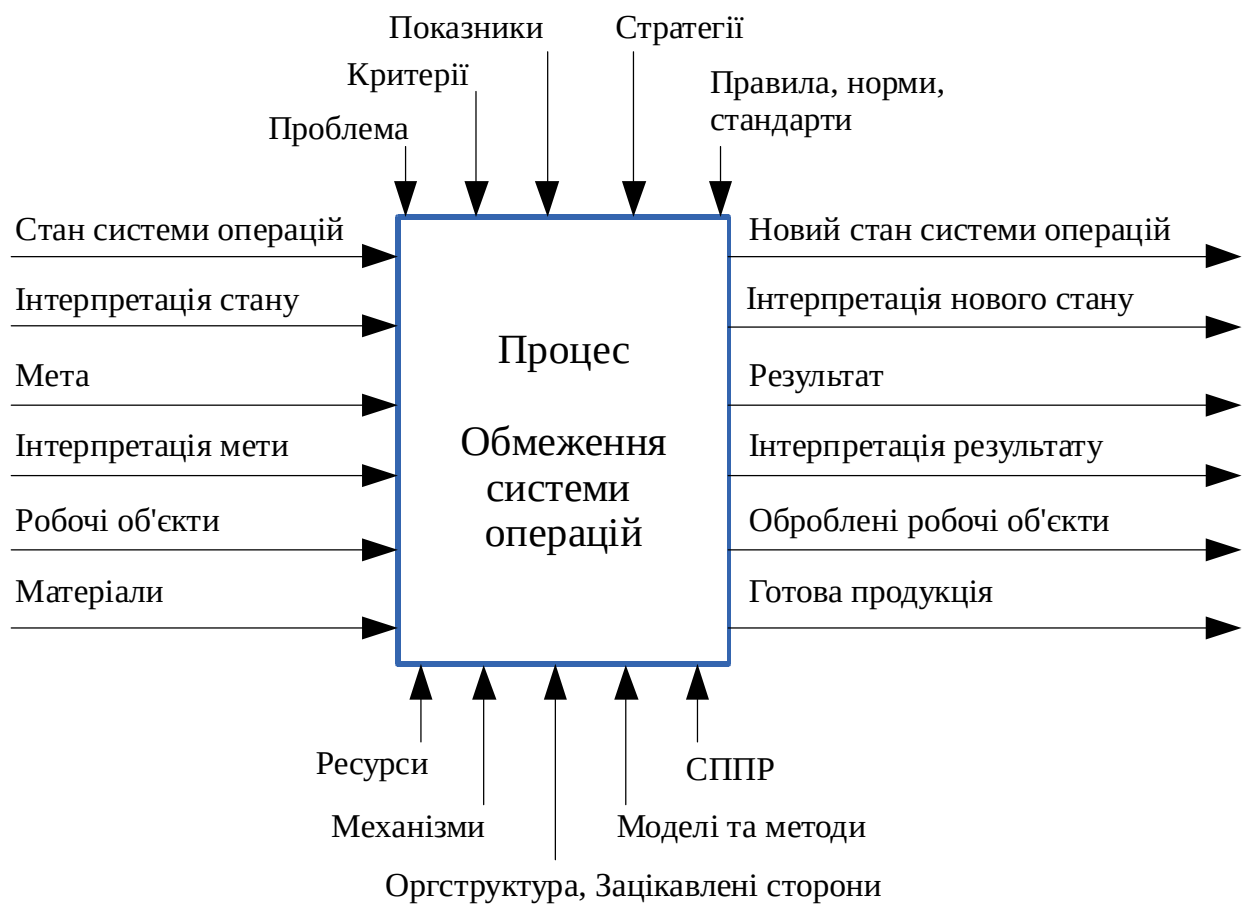 Показники
Стратегії
Критерії
Правила, норми,
стандарти
Проблема
Стан системи операцій
Новий стан системи операцій
Інтерпретація стану
Інтерпретація нового стану
Процес
Мета
Результат
Обмеження
системи
операцій
Інтерпретація мети
Інтерпретація результату
Робочі об'єкти
Оброблені робочі об'єкти
Матеріали
Готова продукція
Ресурси
СППР
Механізми
Моделі та методи
Оргструктура, Зацікавлені сторони